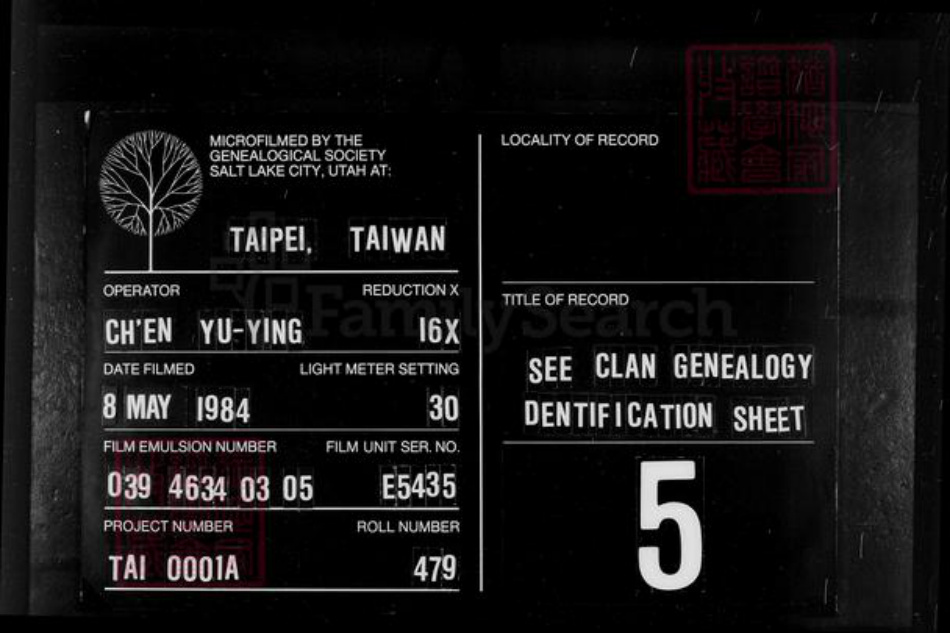 MICROFILMED BY THE
GENEALOGICAL SOCIETY
SALT LAKE CITY, UTAH AT:
TAIPEI, TAIWAN
OPERATOR REDUCTION X
CH'EN YU-YING 16X
DATE FILMED LIGHT METER SETTING
8 MAY 1984 30
FILM EMULSION NUMBER FILM UNIT SER. NO.
039 4634 03 05 E5435
PROJECT NUMBER ROLL NUMBER
TAI 0001A 479
LOCALITY OF RECORD
TITLE OF RECORD
SEE CLAN GENEALOGY
DENTIFICATION SHEET
5
FamilySearch